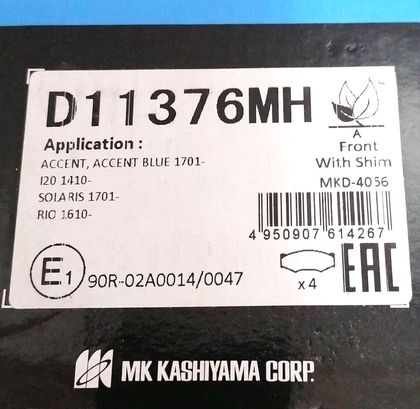 D11376MH
A
Application :
Front
With Shim
ACCENT, ACCENT BLUE 1701-
I20 1410-
MKD-4056
SOLARIS 1701-
RIO 1610-
4 950907 614267
E1 90R-02A0014/0047
x 4
EAC
MK KASHIYAMA CORP.